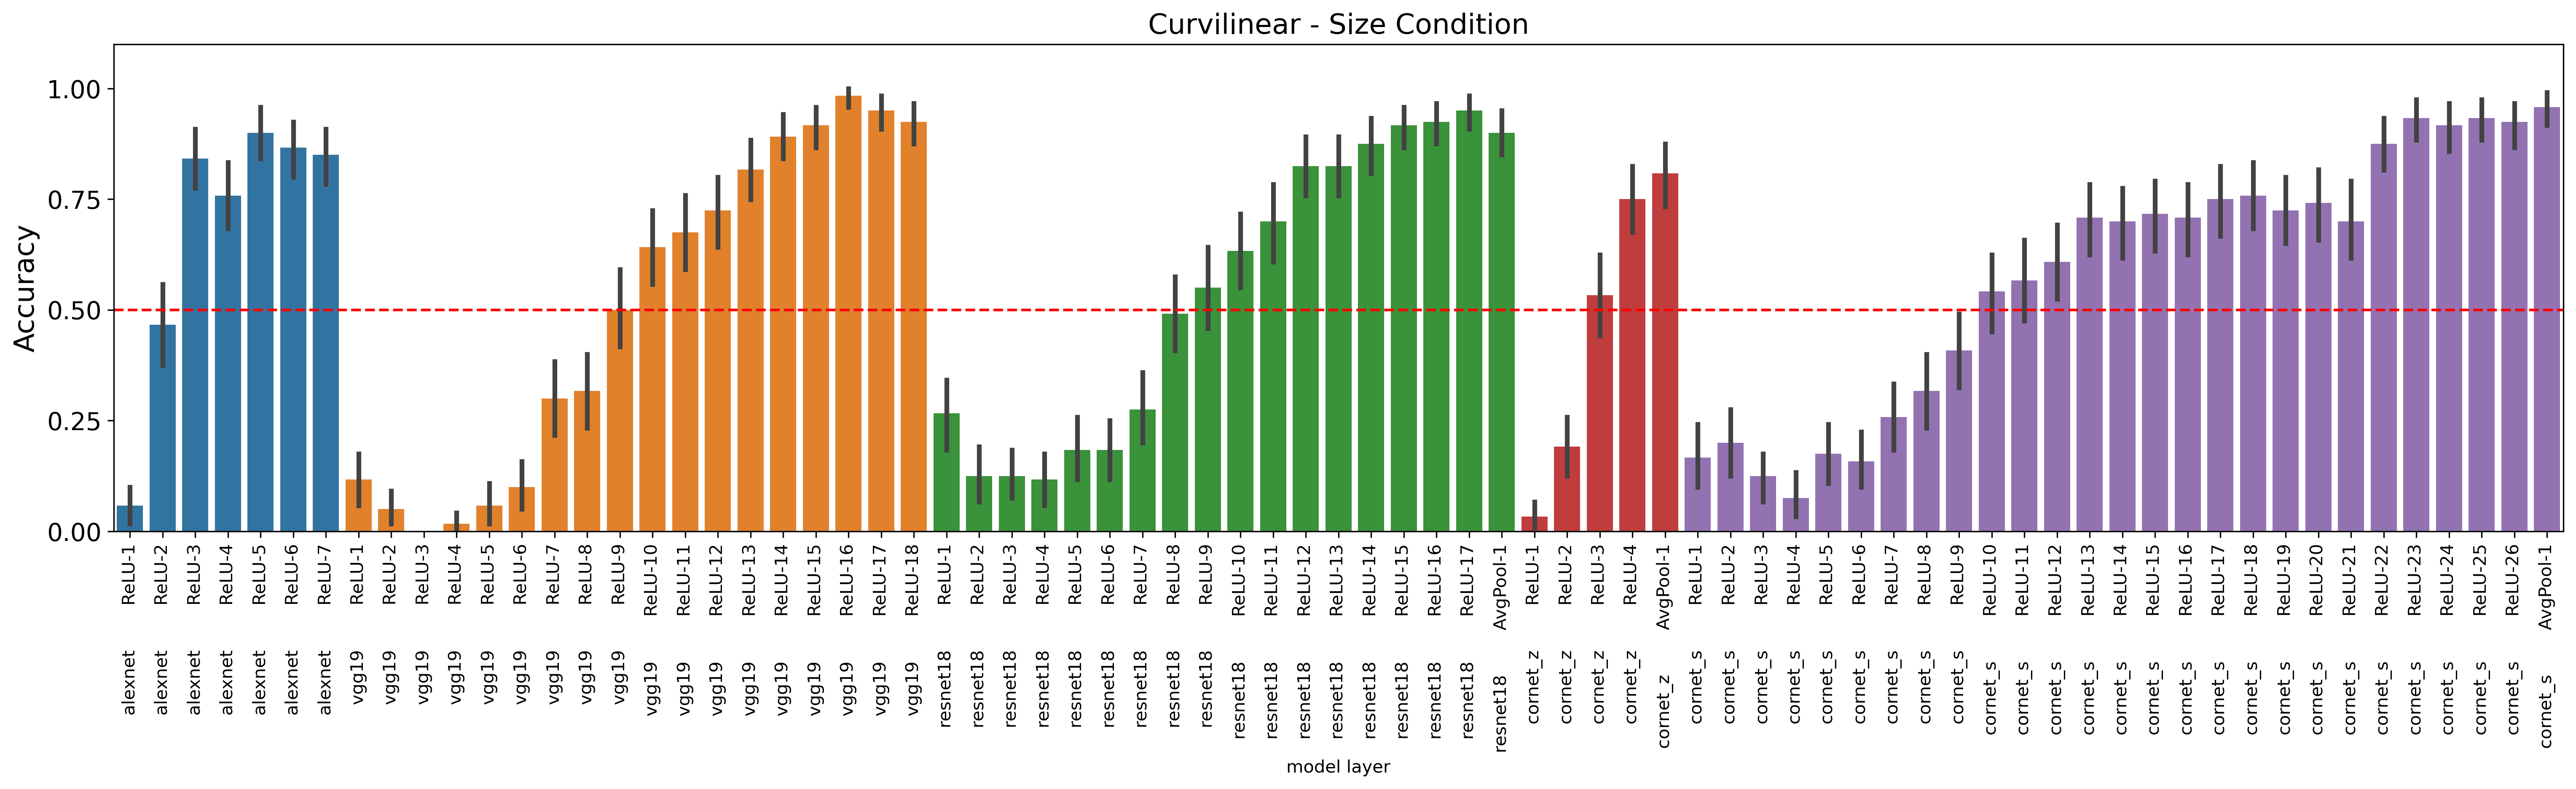 Curvilinear - Size Condition
Accuracy
1.00
0.75
0.50
0.25
0.00
alexnet ReLU-1
alexnet ReLU-2
alexnet ReLU-3
alexnet ReLU-4
alexnet ReLU-5
alexnet ReLU-6
alexnet ReLU-7
vgg19 ReLU-1
vgg19 ReLU-2
vgg19 ReLU-3
vgg19 ReLU-4
vgg19 ReLU-5
vgg19 ReLU-6
vgg19 ReLU-7
vgg19 ReLU-8
vgg19 ReLU-9
vgg19 ReLU-10
vgg19 ReLU-11
vgg19 ReLU-12
vgg19 ReLU-13
vgg19 ReLU-14
vgg19 ReLU-15
vgg19 ReLU-16
vgg19 ReLU-17
vgg19 ReLU-18
resnet18 ReLU-1
resnet18 ReLU-2
resnet18 ReLU-3
resnet18 ReLU-4
resnet18 ReLU-5
resnet18 ReLU-6
resnet18 ReLU-7
resnet18 ReLU-8
resnet18 ReLU-9
resnet18 ReLU-10
resnet18 ReLU-11
resnet18 ReLU-12
resnet18 ReLU-13
resnet18 ReLU-14
resnet18 ReLU-15
resnet18 ReLU-16
resnet18 ReLU-17
resnet18 AvgPool-1
cornet_z ReLU-1
cornet_z ReLU-2
cornet_z ReLU-3
cornet_z ReLU-4
cornet_z AvgPool-1
cornet_s ReLU-1
cornet_s ReLU-2
cornet_s ReLU-3
cornet_s ReLU-4
cornet_s ReLU-5
cornet_s ReLU-6
cornet_s ReLU-7
cornet_s ReLU-8
cornet_s ReLU-9
cornet_s ReLU-10
cornet_s ReLU-11
cornet_s ReLU-12
cornet_s ReLU-13
cornet_s ReLU-14
cornet_s ReLU-15
cornet_s ReLU-16
cornet_s ReLU-17
cornet_s ReLU-18
cornet_s ReLU-19
cornet_s ReLU-20
cornet_s ReLU-21
cornet_s ReLU-22
cornet_s ReLU-23
cornet_s ReLU-24
cornet_s ReLU-25
cornet_s ReLU-26
cornet_s AvgPool-1
model layer